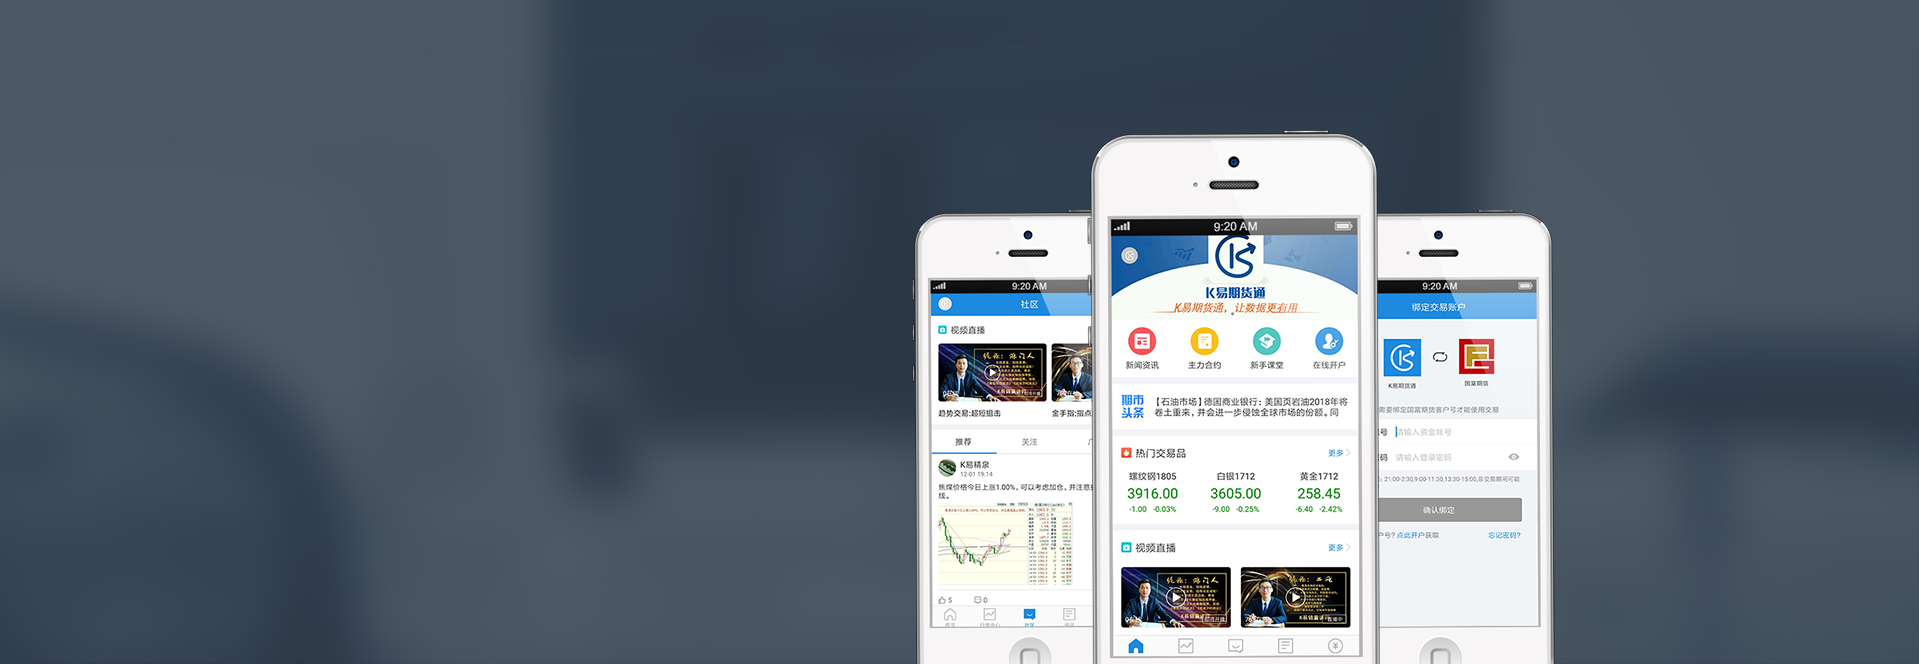 9:20 AM
社区
视频直播
趋势交易:超短狙击
金手指:指点
推荐
关注
K易精泉
12-01 19:14
焦煤价格今日上涨1.00%，可以考虑加仓，并注意
线。
5
0
9:20 AM
K易期货通
K易期货通，让数据更有用
新闻资讯
主力合约
新手课堂
在线开户
期市
头条
【石油市场】德国商业银行：美国页岩油2018年将
卷土重来，并会进一步侵蚀全球市场的份额。同
热门交易品
更多
螺纹钢1805
白银1712
黄金1712
3916.00
3605.00
258.45
-1.00 -0.03%
-9.00 -0.25%
-6.40 -2.42%
视频直播
更多
9:20 AM
绑定交易账户
K易期货通
国富期货
需要绑定国富期货客户号才能使用交易
号
请输入资金帐号
码
请输入登录密码
21:00-2:30,9:00-11:30,13:30-15:00,非交易期间可能
确认绑定
户号?点此开户获取
忘记密码?